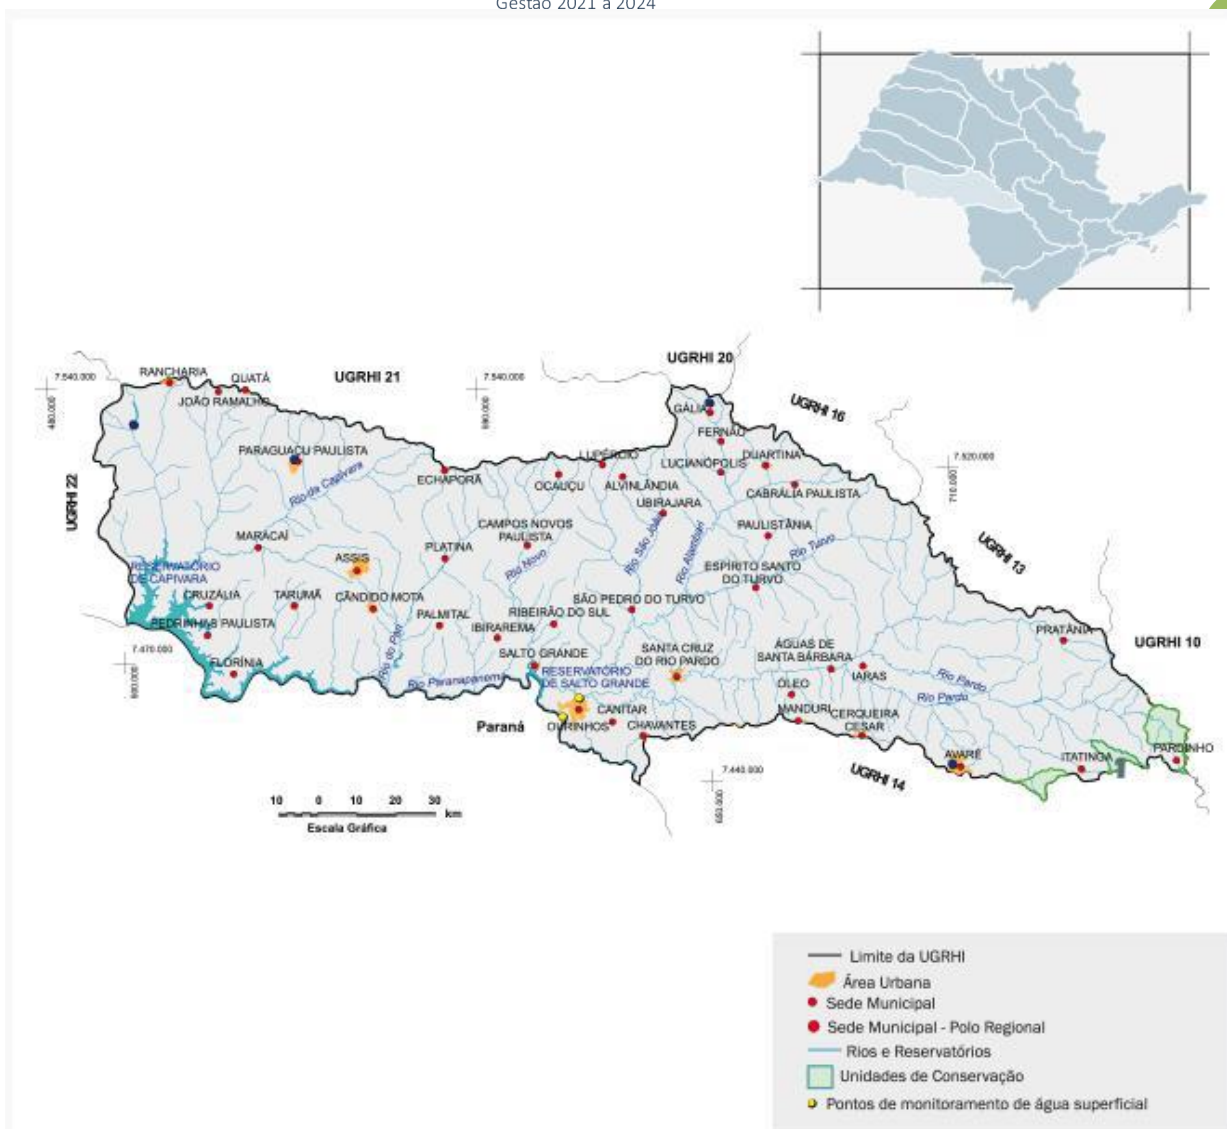 Gestão 2021 a 2024
UGRHI 20
RANCHARIA
QUATÁ
UGRHI 21
7.540.000
7.540.000
JOÃO RAMALHO
GÁLIA
UGRHI 16
FERNÃO
PARAGUAÇU PAULISTA
LUPÉRCIO
LUCIANÓPOLIS
DUARTINA
7.520.000
710.000
Rio da Capivara
ECHAPORÃ
OCAUÇU
ALVINLÂNDIA
CABRÁLIA PAULISTA
UGRHI 22
UBIRAJARA
MARACAÍ
CAMPOS NOVOS
PAULISTA
Rio São João
Rio Alambari
PAULISTÂNIA
UGRHI 13
ASSIS
PLATINA
Rio Novo
Rio Turvo
RESERVATÓRIO
DE CAPIVARA
ESPÍRITO SANTO
DO TURVO
CRUZÁLIA
TARUMÃ
CÂNDIDO MOTA
SÃO PEDRO DO TURVO
PALMITAL
RIBEIRÃO DO SUL
PEDRINHAS PAULISTA
IBIRAREMA
PRATÂNIA
UGRHI 10
7.470.000
SALTO GRANDE
SANTA CRUZ
DO RIO PARDO
ÁGUAS DE
SANTA BÁRBARA
FLORÍNIA
Rio do Pari
RESERVATÓRIO
DE SALTO GRANDE
IARAS
Rio Pardo
Rio Paranapanema
ÓLEO
Rio Pardo
CANITAR
MANDURI
CERQUEIRA
CESAR
Paraná
OURINHOS
CHAVANTES
AVARÉ
ITATINGA
PARDINHO
7.440.000
UGRHI 14
10 0 10 20 30
km
Escala Gráfica
Limite da UGRHI
Área Urbana
Sede Municipal
Sede Municipal - Polo Regional
Rios e Reservatórios
Unidades de Conservação
Pontos de monitoramento de água superficial